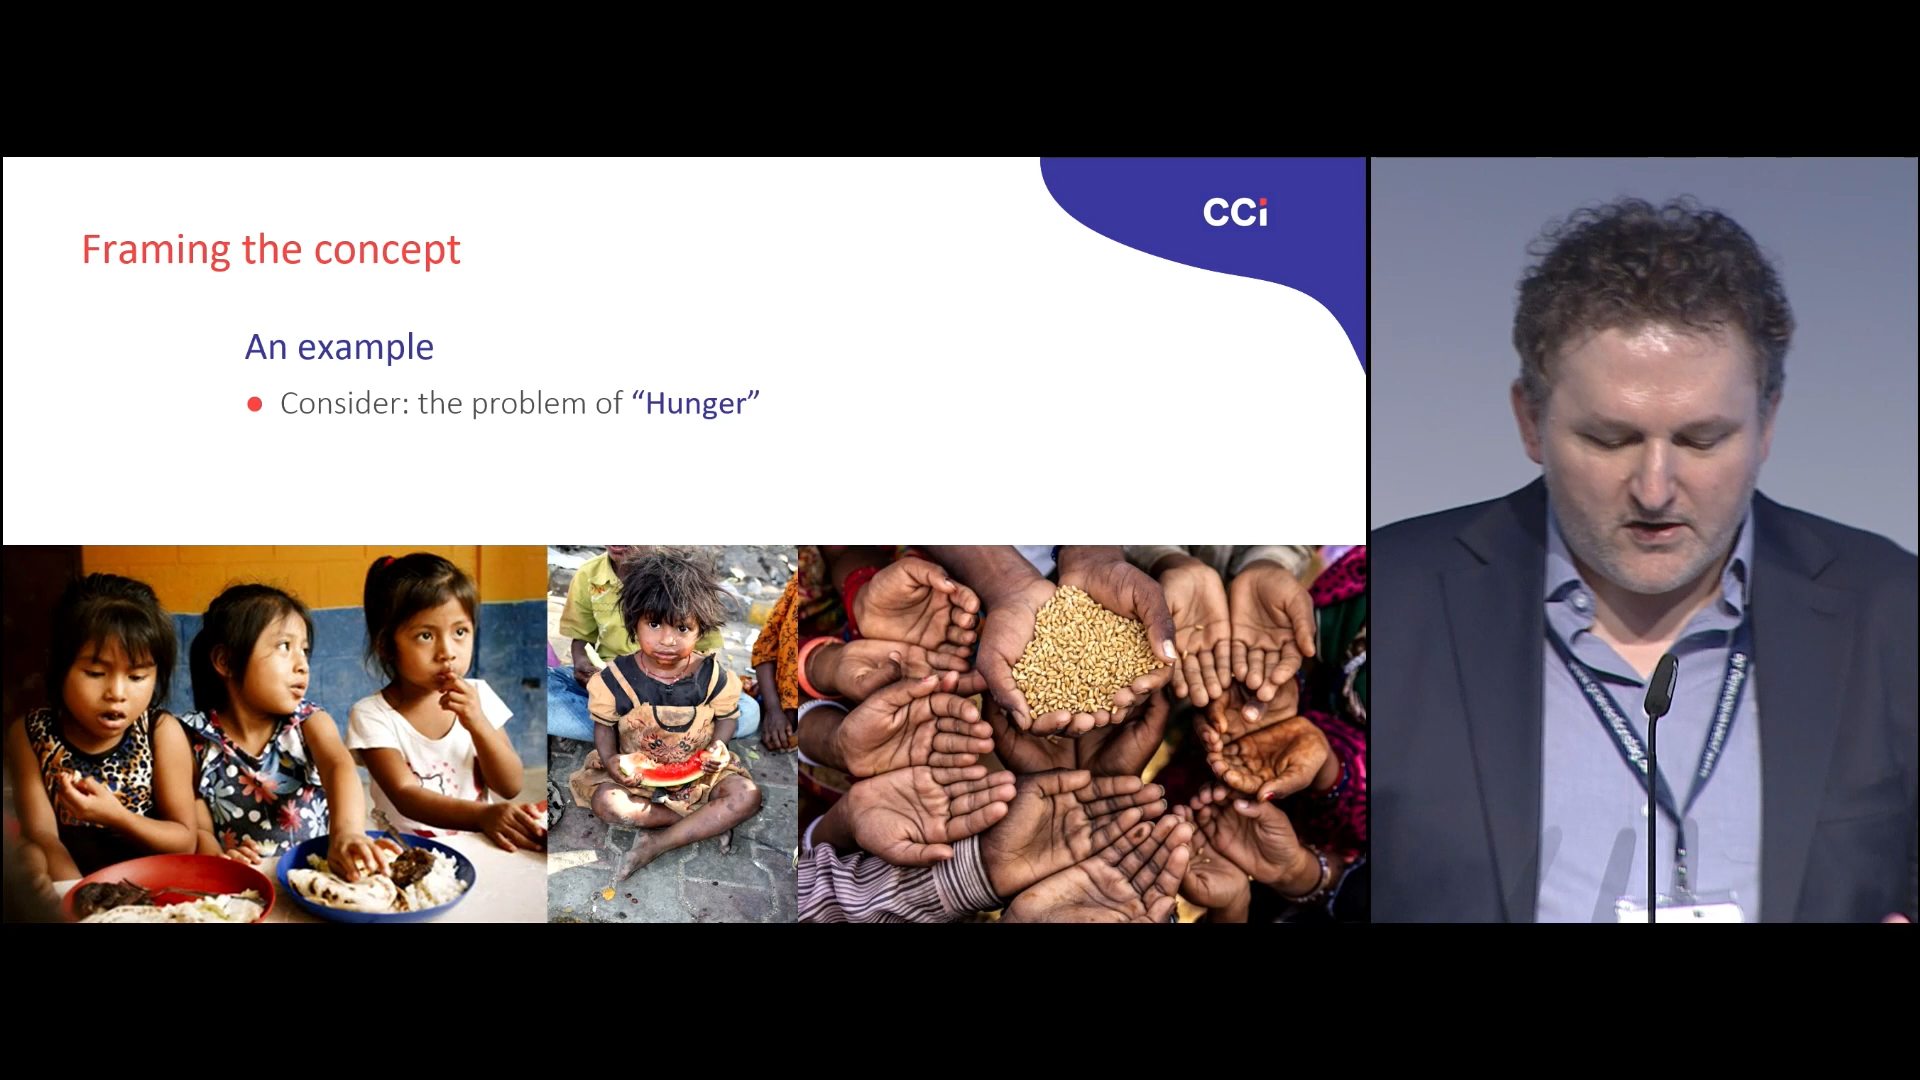 CCi
Framing the concept
An example
● Consider: the problem of “Hunger”